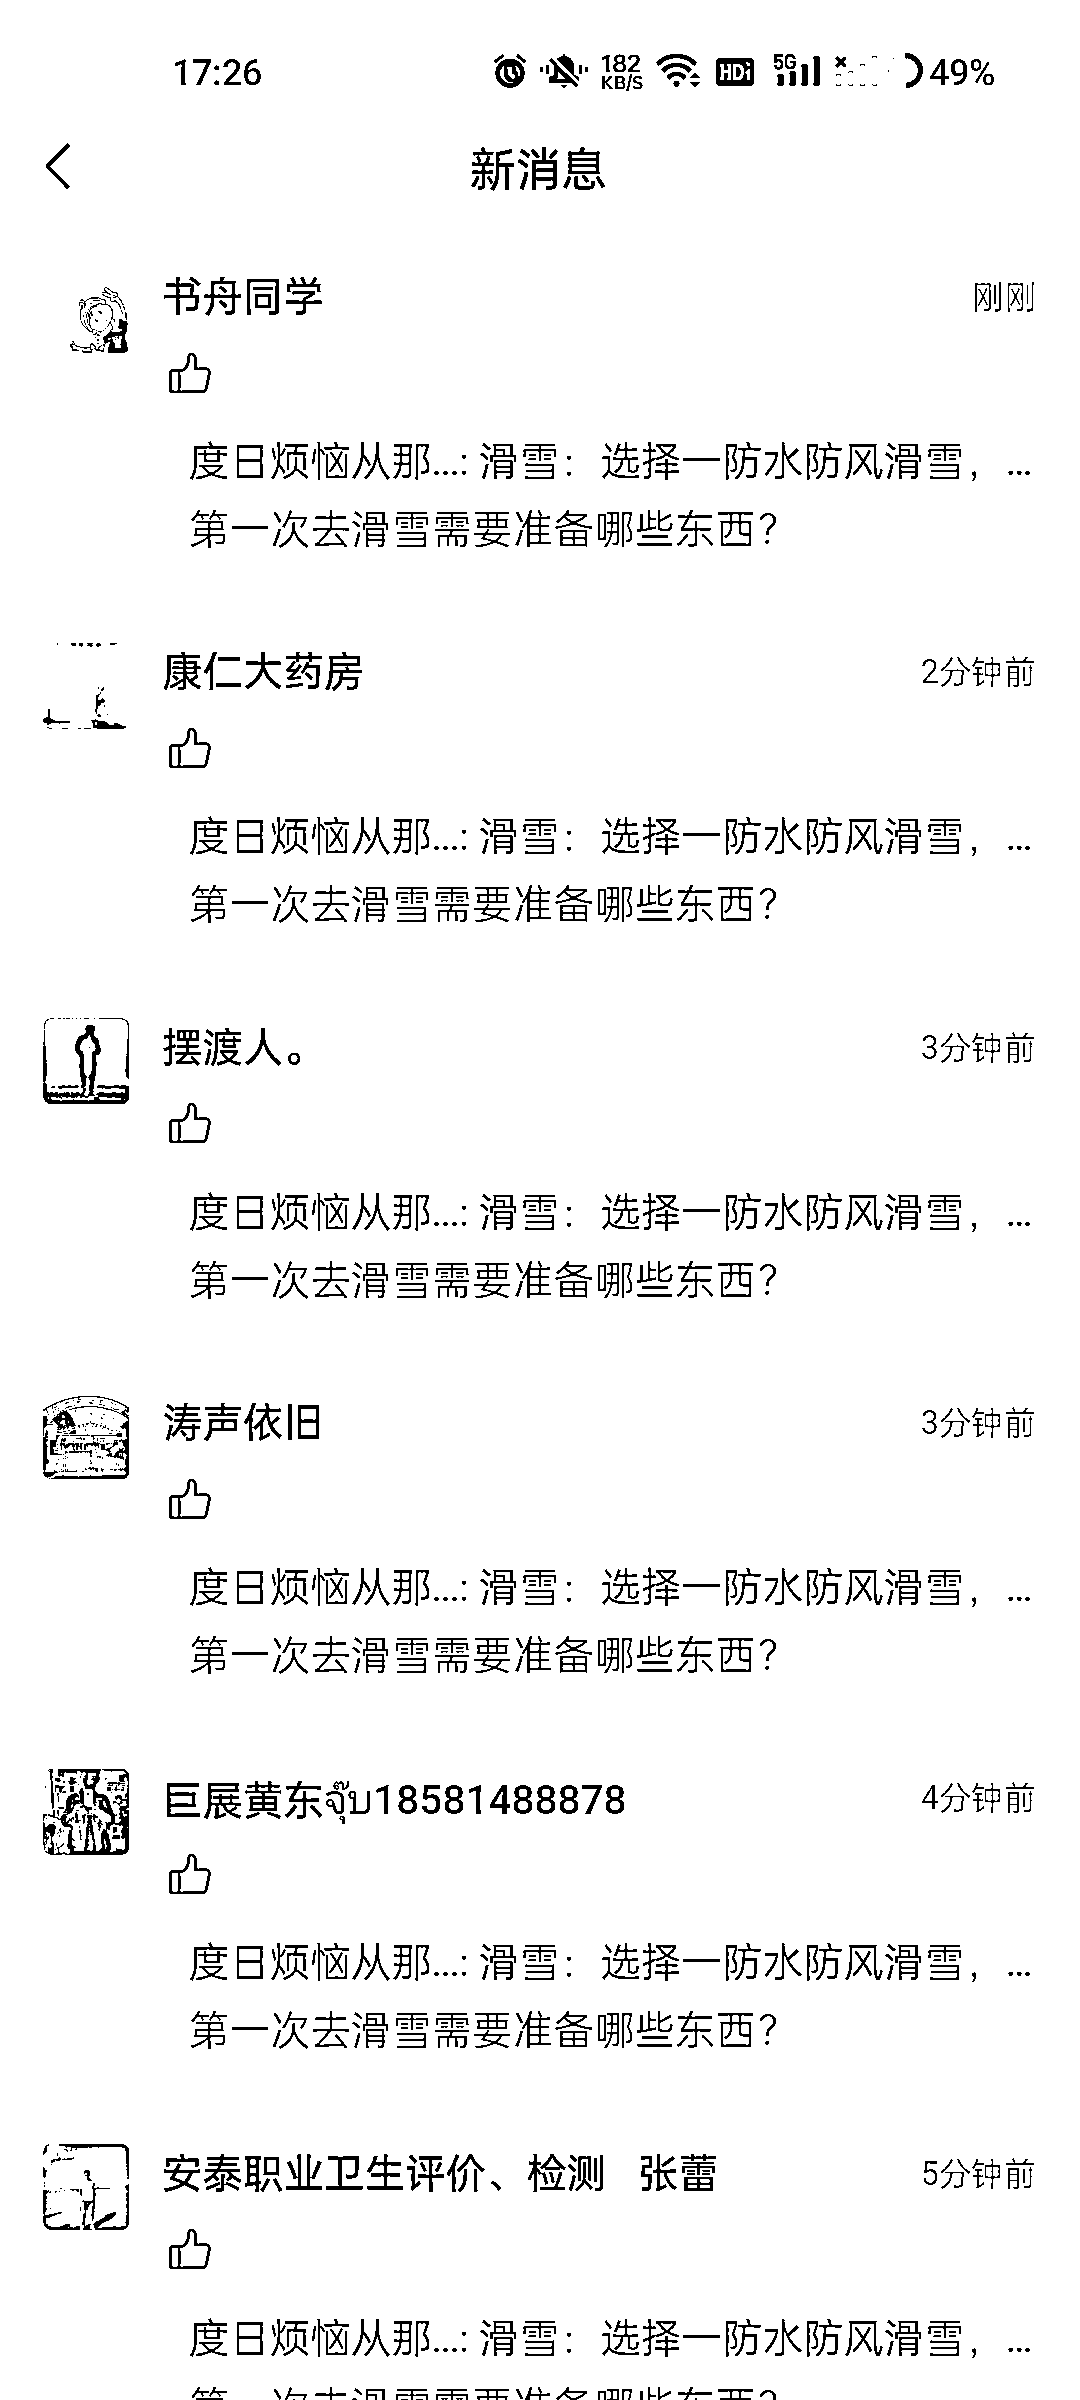 17:26
182
KB/S
HD
5G
49%
新消息
书舟同学
刚刚
度日烦恼从那...: 滑雪：选择一防水防风滑雪，...
第一次去滑雪需要准备哪些东西？
康仁大药房
2分钟前
度日烦恼从那...: 滑雪：选择一防水防风滑雪，...
第一次去滑雪需要准备哪些东西？
摆渡人。
3分钟前
度日烦恼从那...: 滑雪：选择一防水防风滑雪，...
第一次去滑雪需要准备哪些东西？
涛声依旧
3分钟前
度日烦恼从那...: 滑雪：选择一防水防风滑雪，...
第一次去滑雪需要准备哪些东西？
巨展黄东จุ๊บ18581488878
4分钟前
度日烦恼从那...: 滑雪：选择一防水防风滑雪，...
第一次去滑雪需要准备哪些东西？
安泰职业卫生评价、检测 张蕾
5分钟前
度日烦恼从那...: 滑雪：选择一防水防风滑雪，...